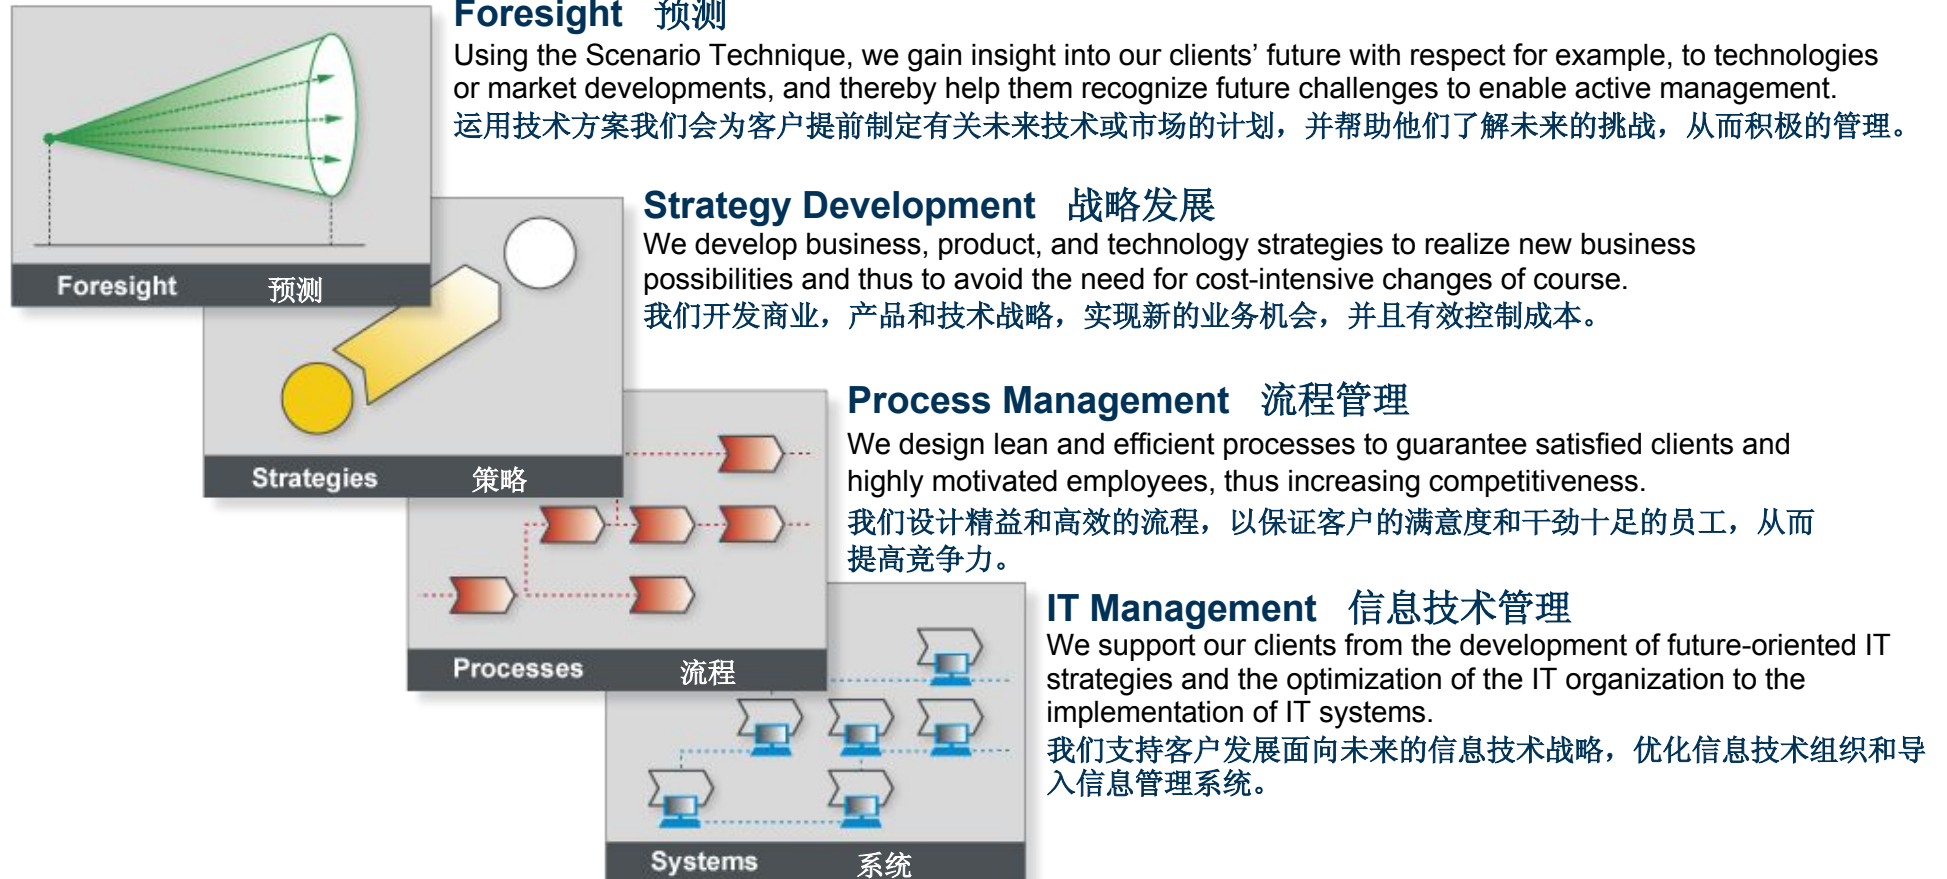 Foresight 预测
Using the Scenario Technique, we gain insight into our clients’ future with respect for example, to technologies
or market developments, and thereby help them recognize future challenges to enable active management.
运用技术方案我们会为客户提前制定有关未来技术或市场的计划，并帮助他们了解未来的挑战，从而积极的管理。
Foresight 预测
Strategy Development 战略发展
We develop business, product, and technology strategies to realize new business
possibilities and thus to avoid the need for cost-intensive changes of course.
我们开发商业，产品和技术战略，实现新的业务机会，并且有效控制成本。
Strategies 策略
Process Management 流程管理
We design lean and efficient processes to guarantee satisfied clients and
highly motivated employees, thus increasing competitiveness.
我们设计精益和高效的流程，以保证客户的满意度和干劲十足的员工，从而
提高竞争力。
Processes 流程
IT Management 信息技术管理
We support our clients from the development of future-oriented IT
strategies and the optimization of the IT organization to the
implementation of IT systems.
我们支持客户发展面向未来的信息技术战略，优化信息技术组织和导
入信息管理系统。
Systems 系统